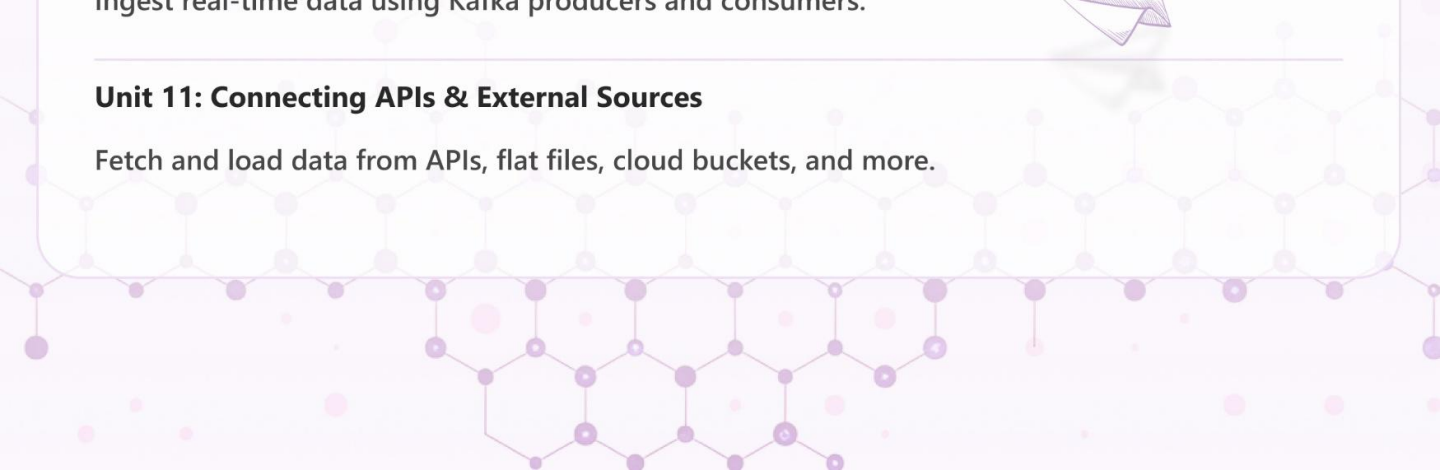 Ingest real-time data using Kafka producers and consumers.
Unit 11: Connecting APIs & External Sources
Fetch and load data from APIs, flat files, cloud buckets, and more.